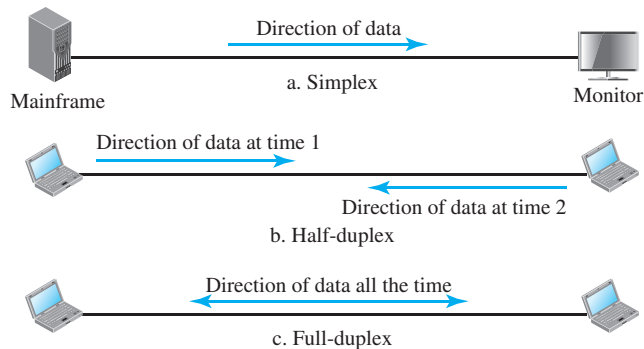 Direction of data
Mainframe
a. Simplex
Monitor
Direction of data at time 1
Direction of data at time 2
b. Half-duplex
Direction of data all the time
c. Full-duplex